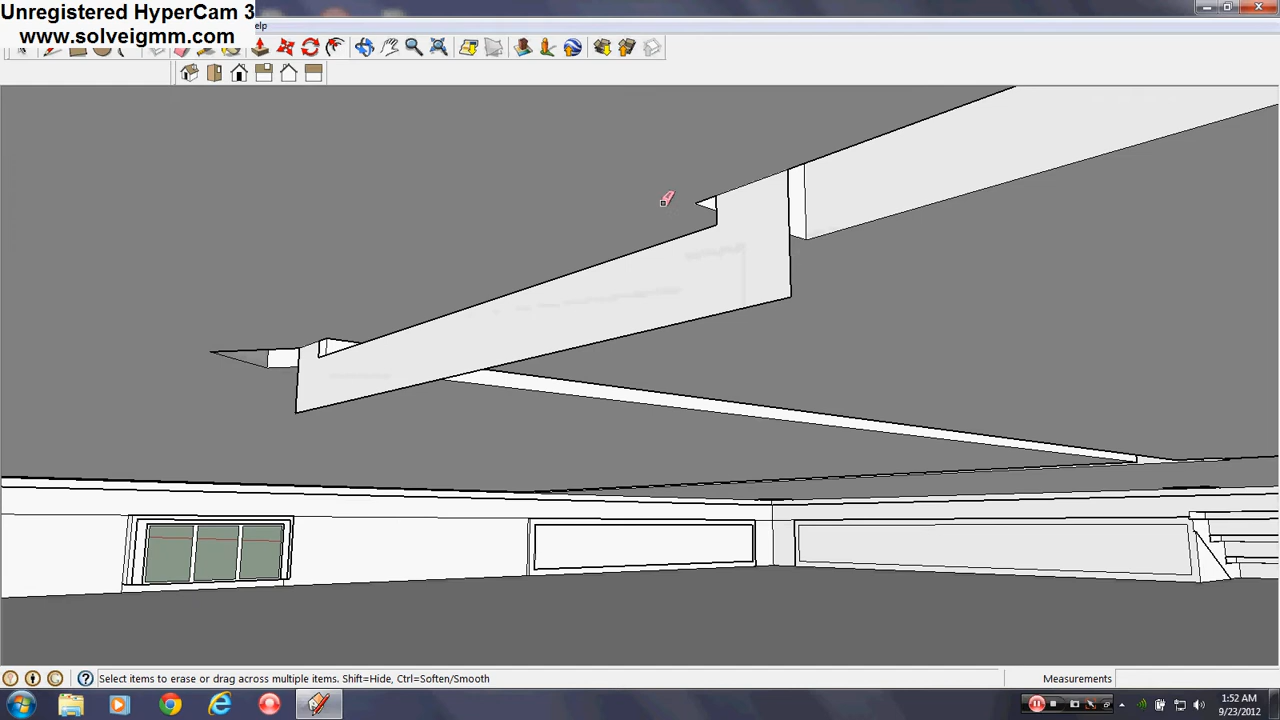 Unregistered HyperCam 3
www.solveigmm.com
elp
Select items to erase or drag across multiple items. Shift=Hide, Ctrl=Soften/Smooth
Measurements
1:52 AM
9/23/2012